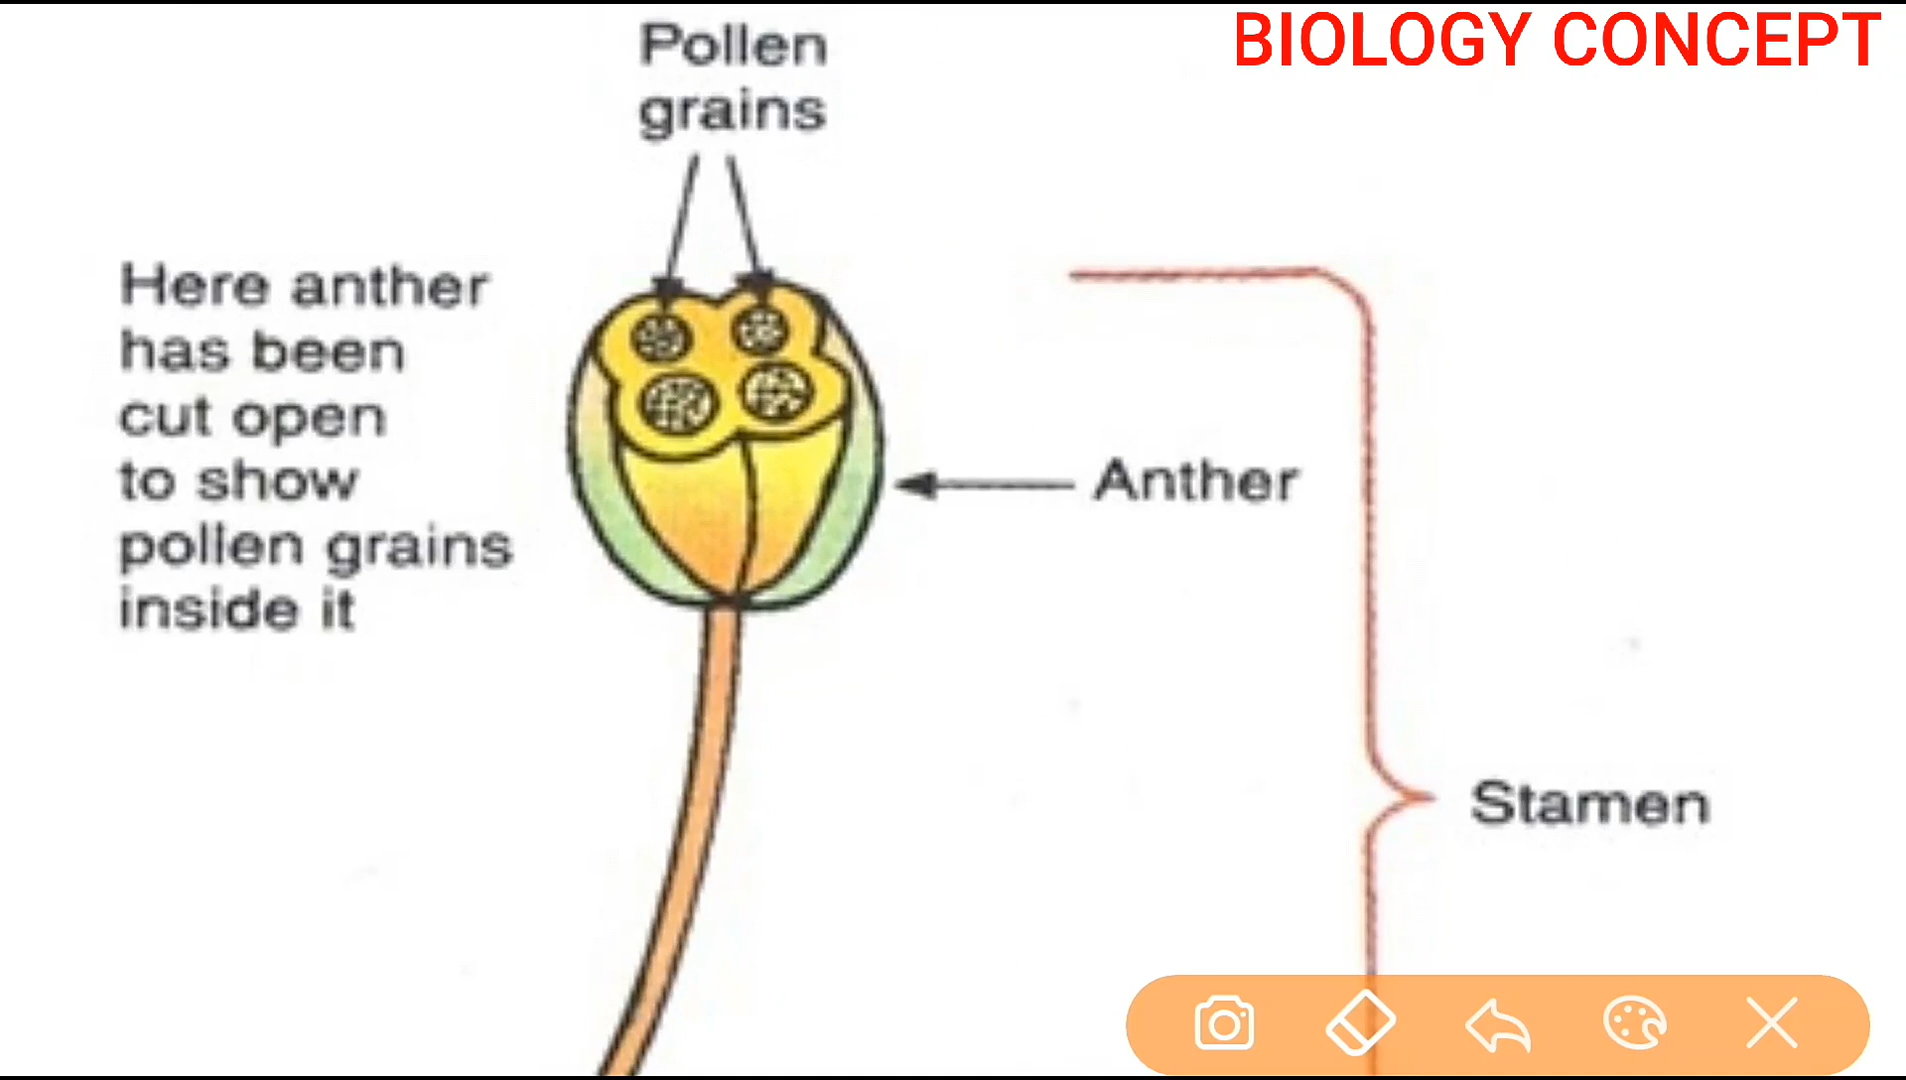 BIOLOGY CONCEPT
Pollen
grains
Here anther
has been
cut open
to show
pollen grains
inside it
Anther
Stamen